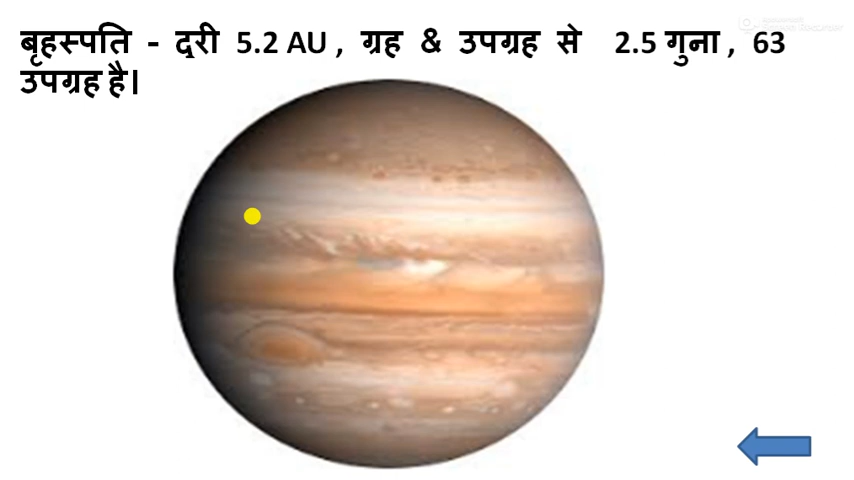 बृहस्पति - दूरी 5.2 AU , ग्रह & उपग्रह से 2.5 गुना , 63
उपग्रह है।